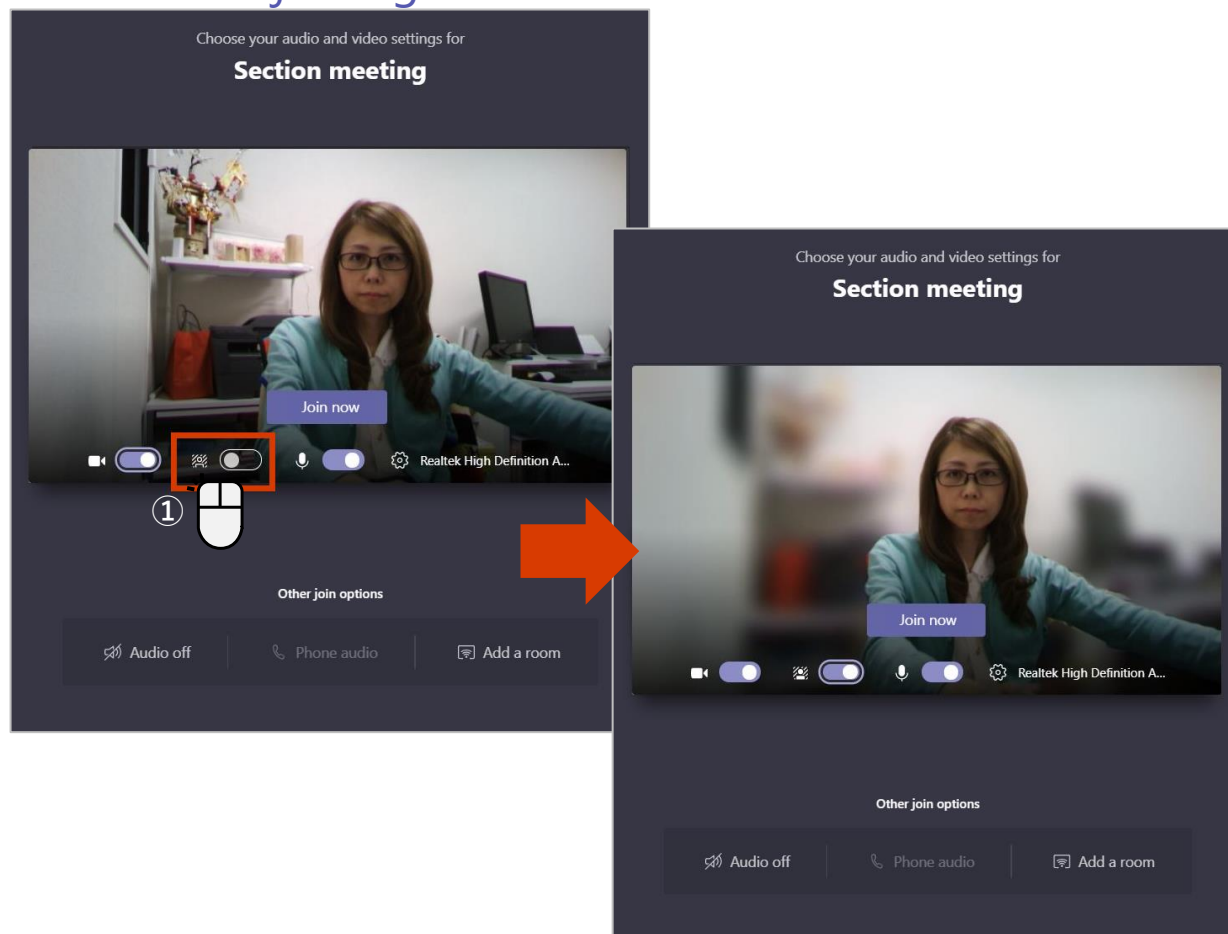 Choose your audio and video settings for
Section meeting
Join now
Realtek High Definition A...
①
Other join options
Audio off
Phone audio
Add a room
Choose your audio and video settings for
Section meeting
Join now
Realtek High Definition A...
Other join options
Audio off
Phone audio
Add a room